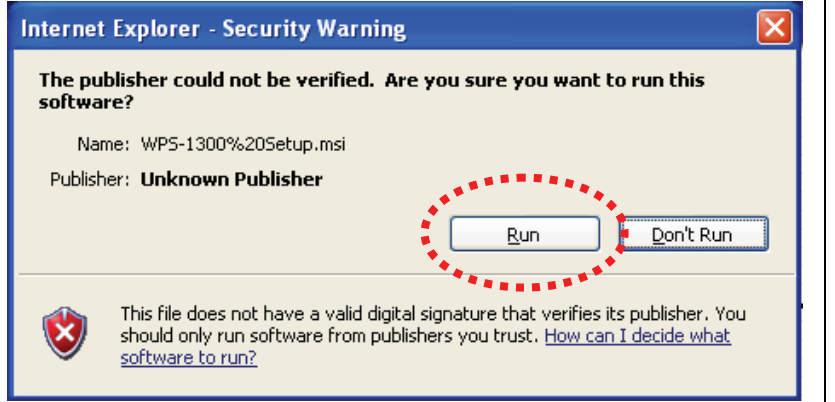 Internet Explorer - Security Warning
The publisher could not be verified.  Are you sure you want to run this
software?
Name: WPS-1300%20Setup.msi
Publisher: Unknown Publisher
Run
Don't Run
This file does not have a valid digital signature that verifies its publisher. You
should only run software from publishers you trust. How can I decide what
software to run?